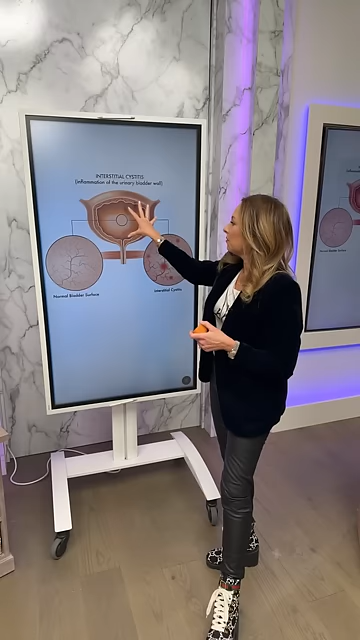 INTERSTITIAL CYSTITIS
(inflammation of the urinary bladder wall)
Normal Bladder Surface
Interstitial Cystitis